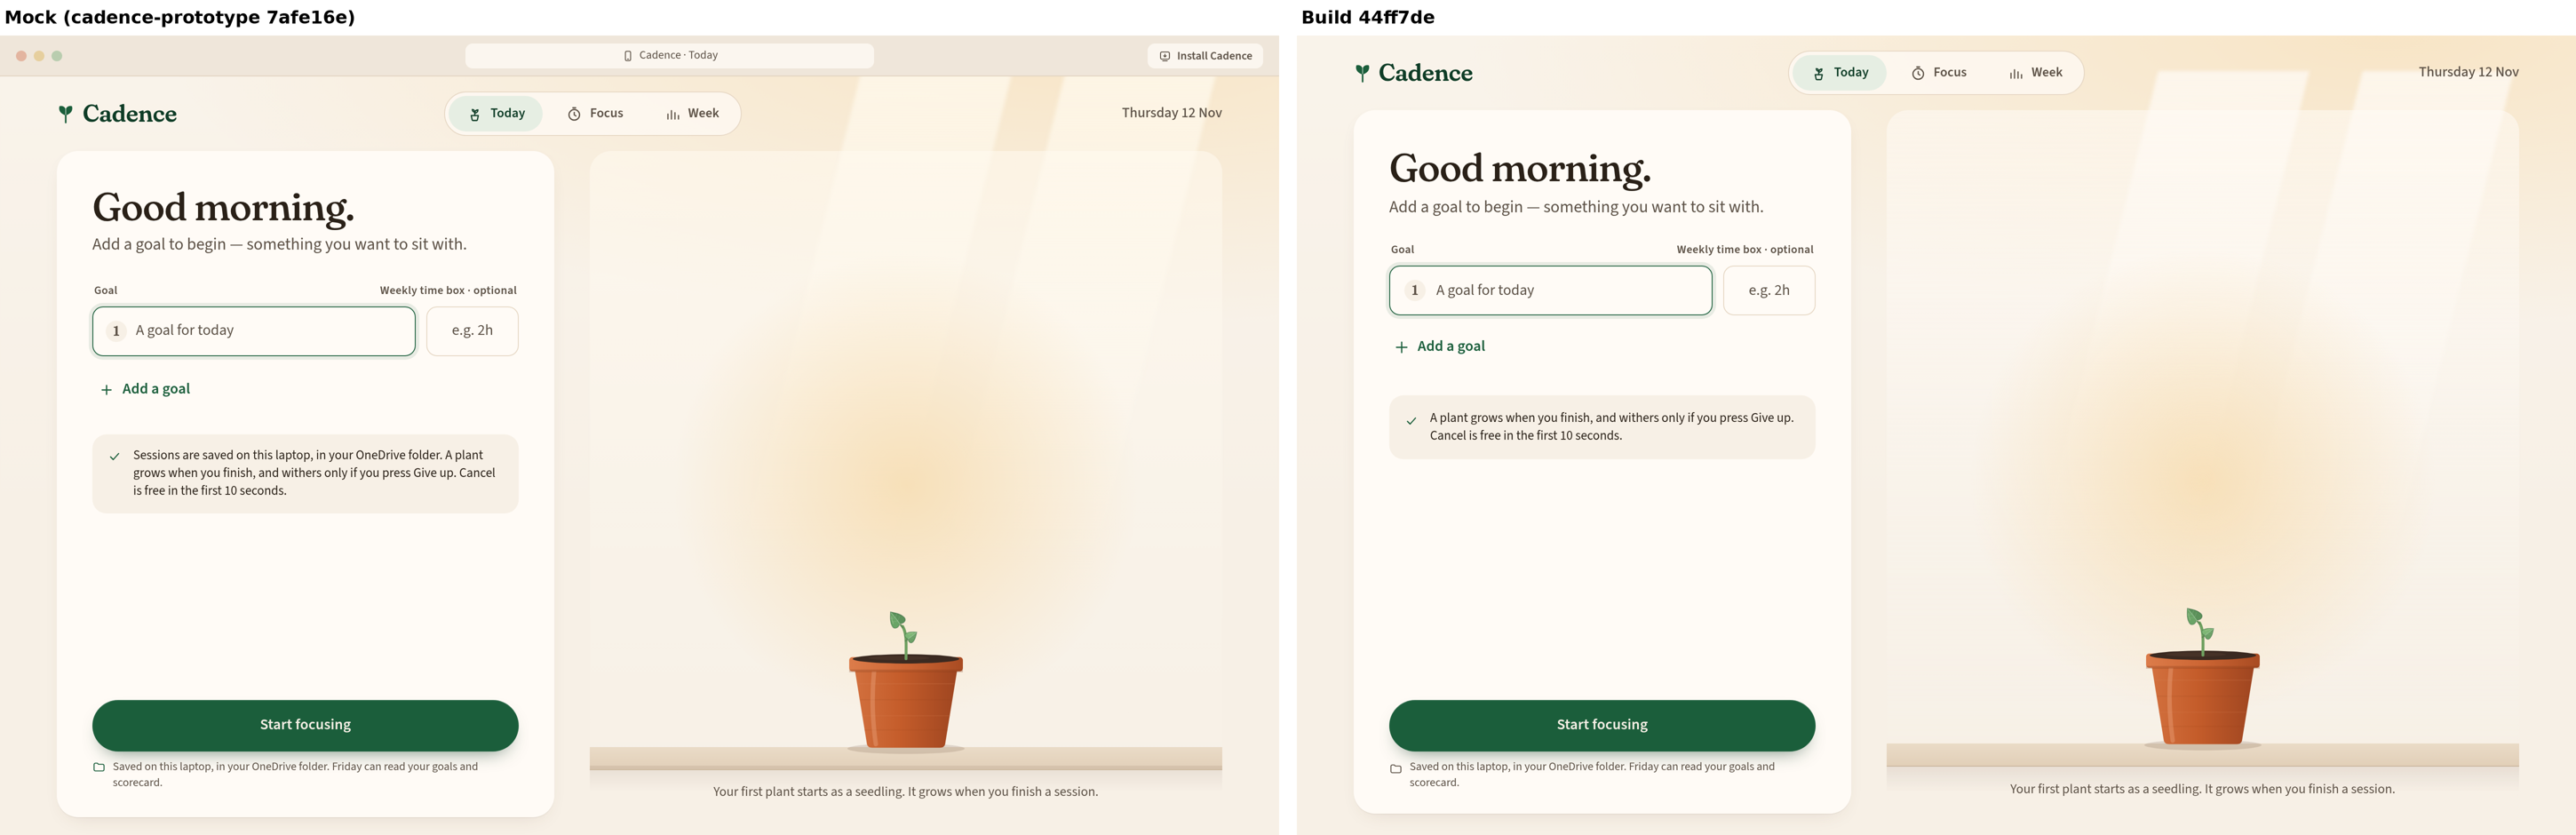 Mock (cadence-prototype 7afe16e)
Cadence · Today
Install Cadence
Cadence
Today
Focus
Week
Thursday 12 Nov
Good morning.
Add a goal to begin — something you want to sit with.
Goal
Weekly time box · optional
1
A goal for today
e.g. 2h
+ Add a goal
Sessions are saved on this laptop, in your OneDrive folder. A plant
grows when you finish, and withers only if you press Give up. Cancel
is free in the first 10 seconds.
Start focusing
Saved on this laptop, in your OneDrive folder. Friday can read your goals and
scorecard.
Your first plant starts as a seedling. It grows when you finish a session.
Build 44ff7de
Cadence
Today
Focus
Week
Thursday 12 Nov
Good morning.
Add a goal to begin — something you want to sit with.
Goal
Weekly time box · optional
1
A goal for today
e.g. 2h
+ Add a goal
A plant grows when you finish, and withers only if you press Give up.
Cancel is free in the first 10 seconds.
Start focusing
Saved on this laptop, in your OneDrive folder. Friday can read your goals and
scorecard.
Your first plant starts as a seedling. It grows when you finish a session.